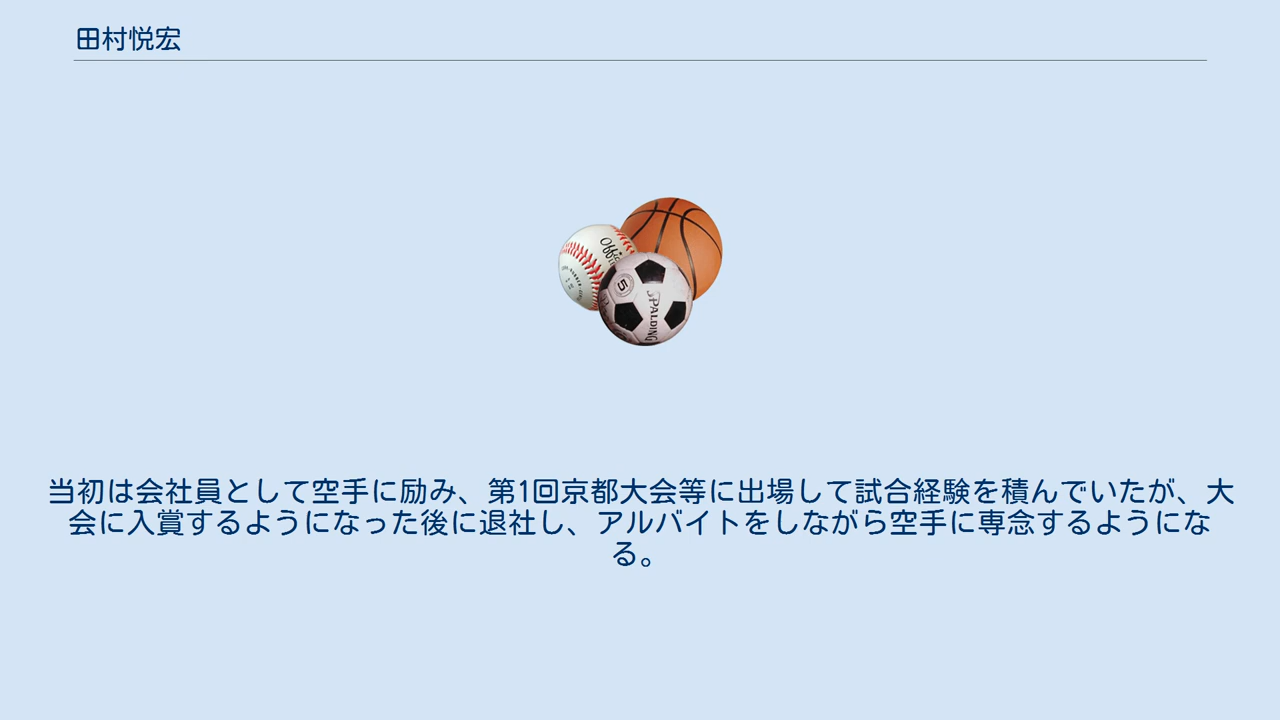 田村悦宏
Offic
5
SPALDING
当初は会社員として空手に励み、第1回京都大会等に出場して試合経験を積んでいたが、大
会に入賞するようになった後に退社し、アルバイトをしながら空手に専念するようにな
る。